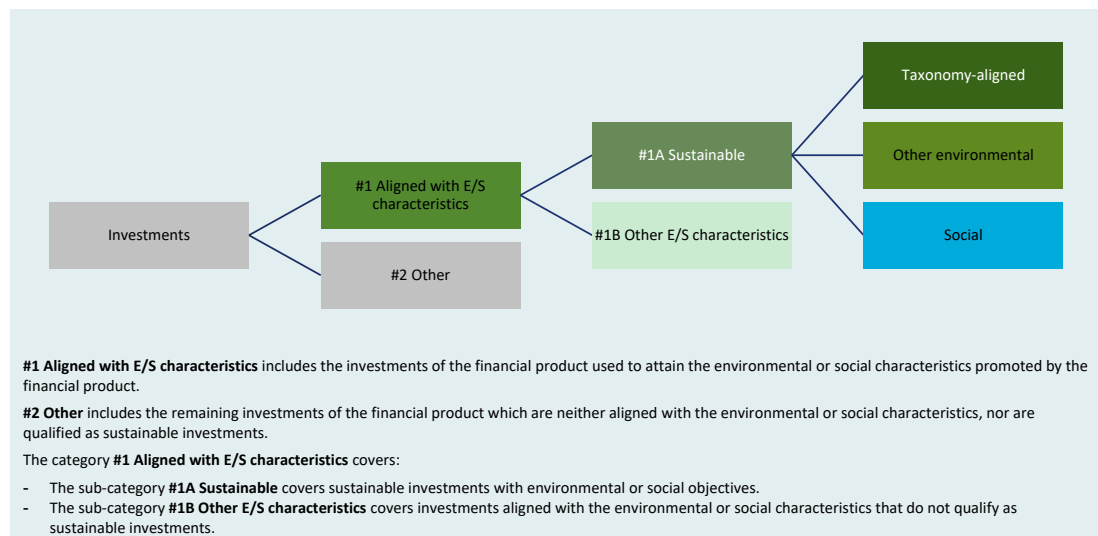 Taxonomy-aligned
#1A Sustainable
Other environmental
#1 Aligned with E/S
characteristics
Investments
#1B Other E/S characteristics
Social
#2 Other
#1 Aligned with E/S characteristics includes the investments of the financial product used to attain the environmental or social characteristics promoted by the
financial product.
#2 Other includes the remaining investments of the financial product which are neither aligned with the environmental or social characteristics, nor are
qualified as sustainable investments.
The category #1 Aligned with E/S characteristics covers:
- The sub-category #1A Sustainable covers sustainable investments with environmental or social objectives.
- The sub-category #1B Other E/S characteristics covers investments aligned with the environmental or social characteristics that do not qualify as
sustainable investments.